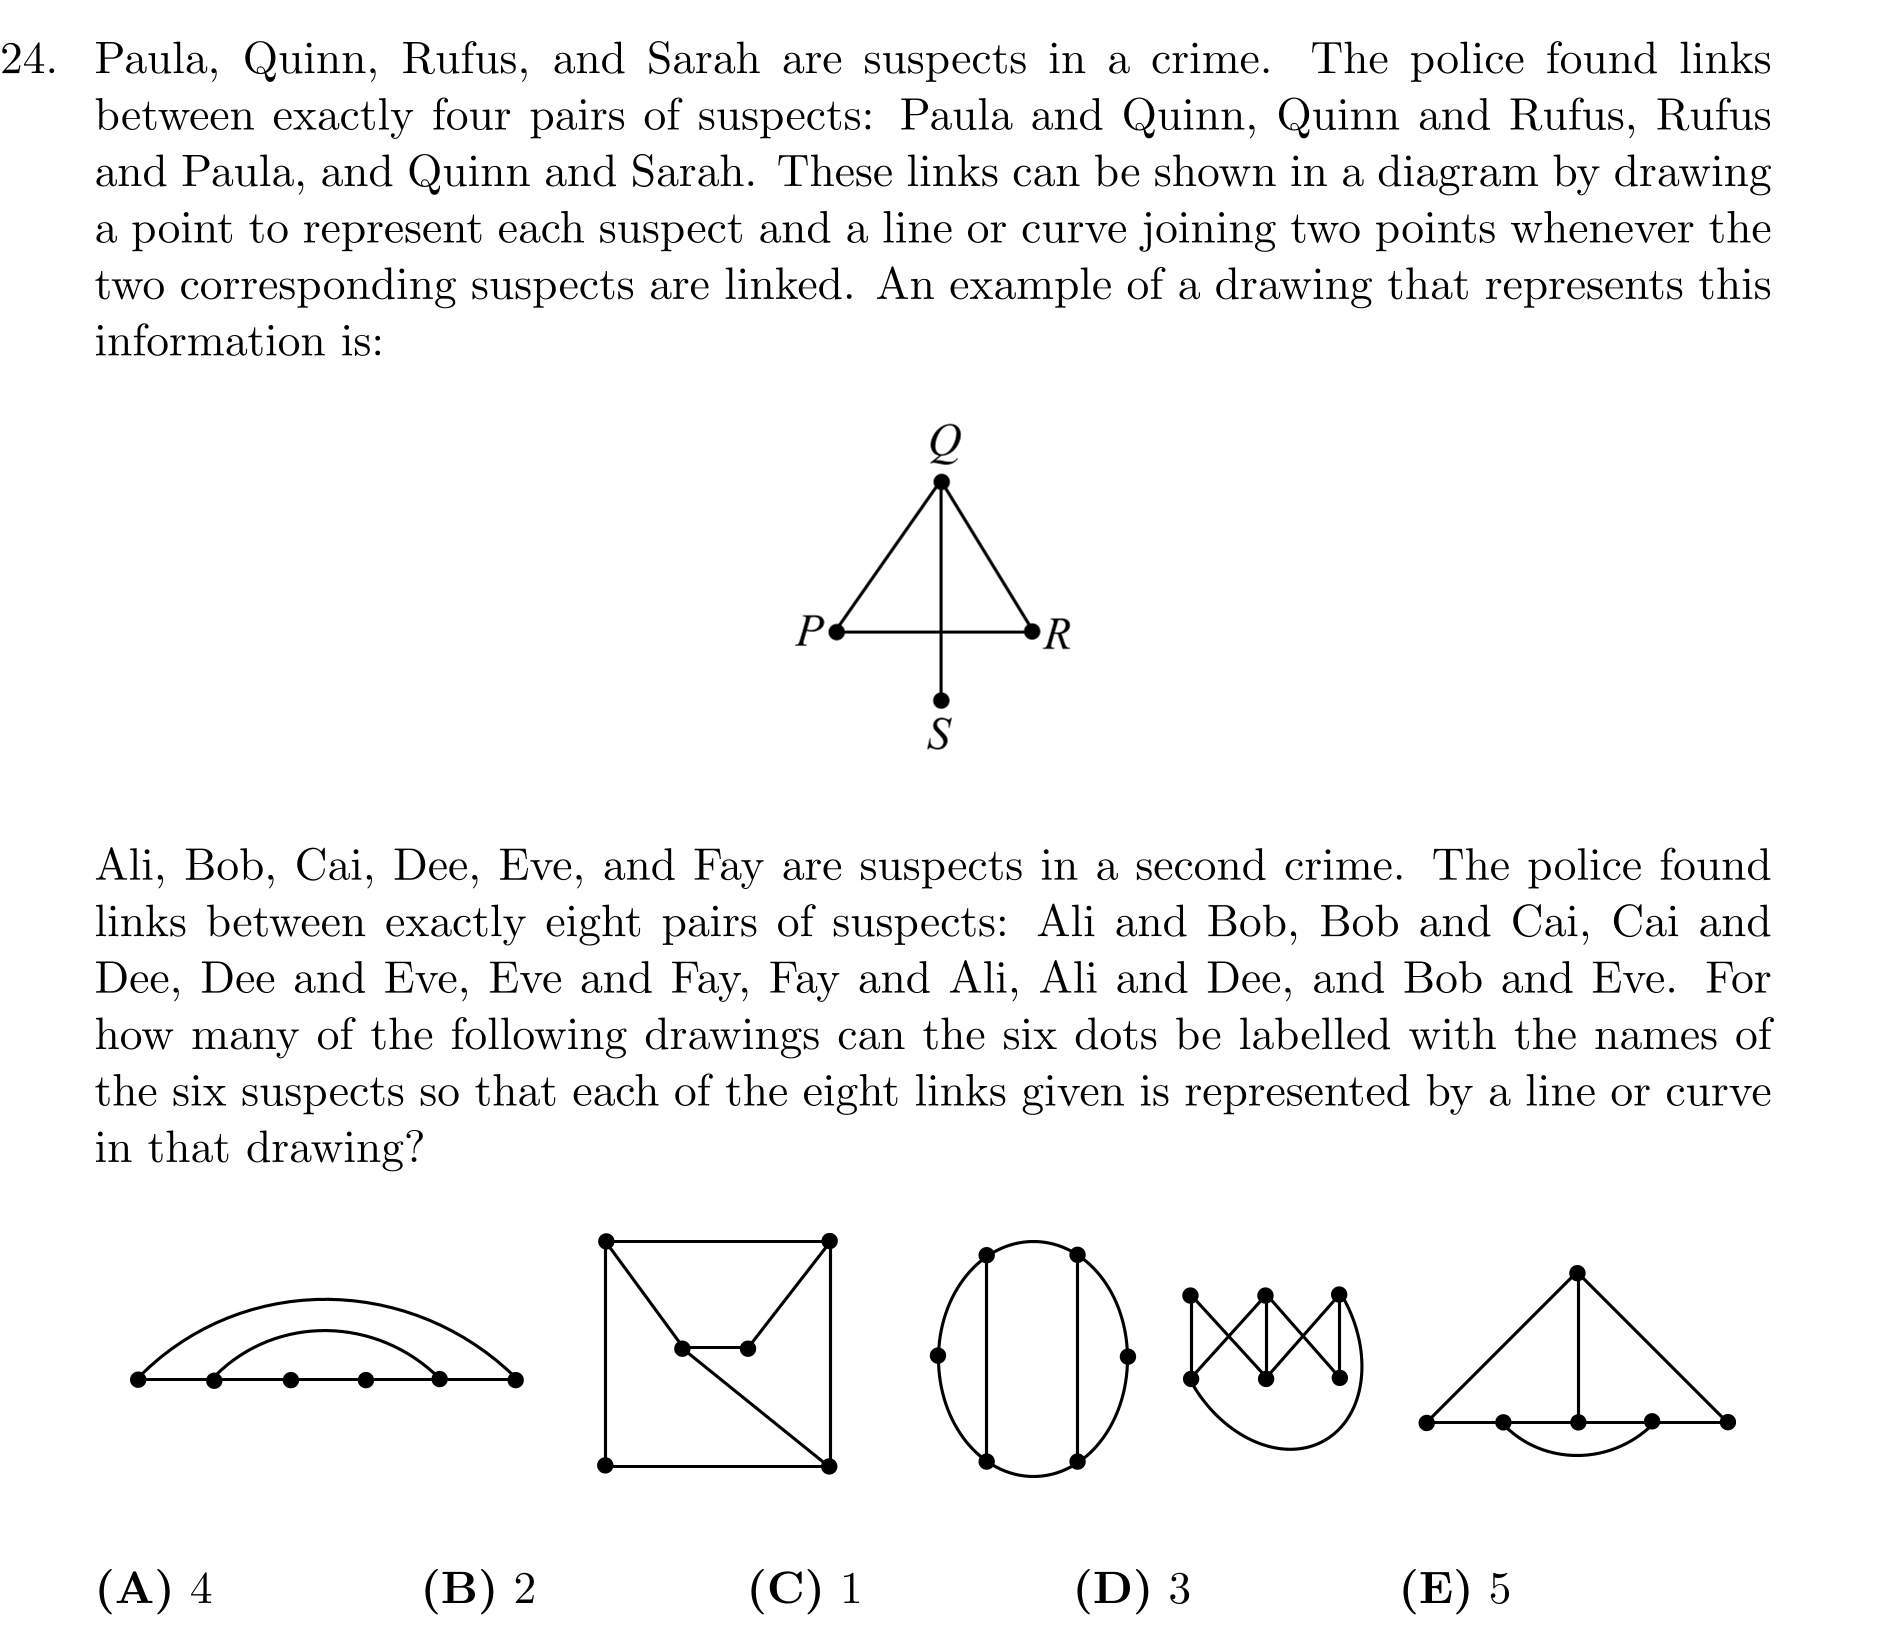 24. Paula, Quinn, Rufus, and Sarah are suspects in a crime. The police found links
between exactly four pairs of suspects: Paula and Quinn, Quinn and Rufus, Rufus
and Paula, and Quinn and Sarah. These links can be shown in a diagram by drawing
a point to represent each suspect and a line or curve joining two points whenever the
two corresponding suspects are linked. An example of a drawing that represents this
information is:
Q
P R
S
Ali, Bob, Cai, Dee, Eve, and Fay are suspects in a second crime. The police found
links between exactly eight pairs of suspects: Ali and Bob, Bob and Cai, Cai and
Dee, Dee and Eve, Eve and Fay, Fay and Ali, Ali and Dee, and Bob and Eve. For
how many of the following drawings can the six dots be labelled with the names of
the six suspects so that each of the eight links given is represented by a line or curve
in that drawing?
(A) 4 (B) 2 (C) 1 (D) 3 (E) 5